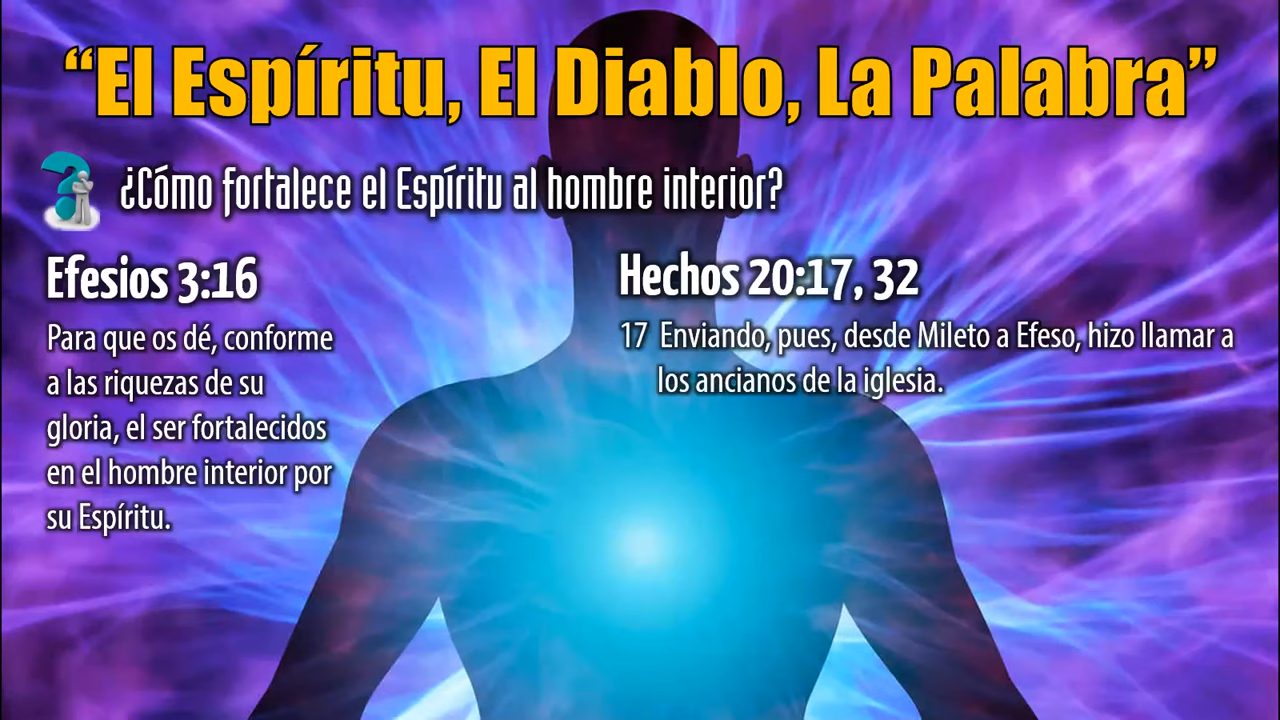 “El Espíritu, El Diablo, La Palabra”
¿Cómo fortalece el Espíritu al hombre interior?
Efesios 3:16
Para que os dé, conforme
a las riquezas de su
gloria, el ser fortalecidos
en el hombre interior por
su Espíritu.
Hechos 20:17, 32
17 Enviando, pues, desde Mileto a Efeso, hizo llamar a
los ancianos de la iglesia.